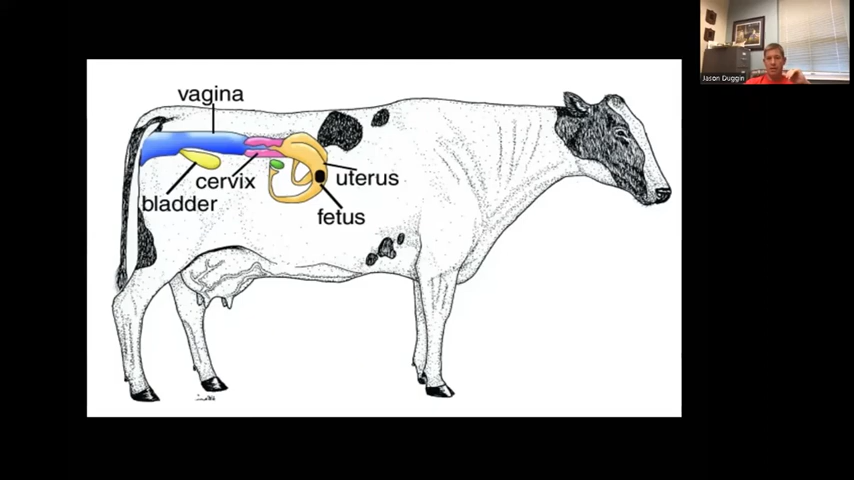 vagina
cervix
uterus
bladder
fetus
Jason Duggin